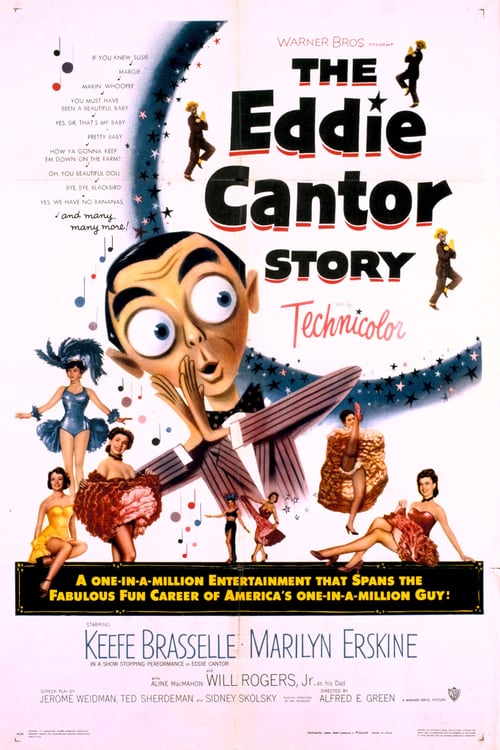 WARNER BROS. PRESENT
THE
Eddie
Cantor
STORY
Technicolor
IF YOU KNEW SUSIE
MARGIE
MAKIN' WHOOPEE
YOU MUST HAVE
BEEN A BEAUTIFUL BABY
YES, SIR, THAT'S MY BABY
PRETTY BABY
HOW YA GONNA KEEP
'EM DOWN ON THE FARM?
OH, YOU BEAUTIFUL DOLL
BYE, BYE, BLACKBIRD
YES, WE HAVE NO BANANAS
and many,
many more!
A ONE-IN-A-MILLION ENTERTAINMENT THAT SPANS THE
FABULOUS FUN CAREER OF AMERICA'S ONE-IN-A-MILLION GUY!
STARRING
KEEFE BRASSELLE · MARILYN ERSKINE
IN A SHOW STOPPING PERFORMANCE AS EDDIE CANTOR
WITH ALINE MACMAHON AND WILL ROGERS, Jr. as his Dad
SCREEN PLAY BY
JEROME WEIDMAN, TED SHERDEMAN and SIDNEY SKOLSKY
DIRECTED BY
ALFRED E. GREEN
A WARNER BROS. PICTURE